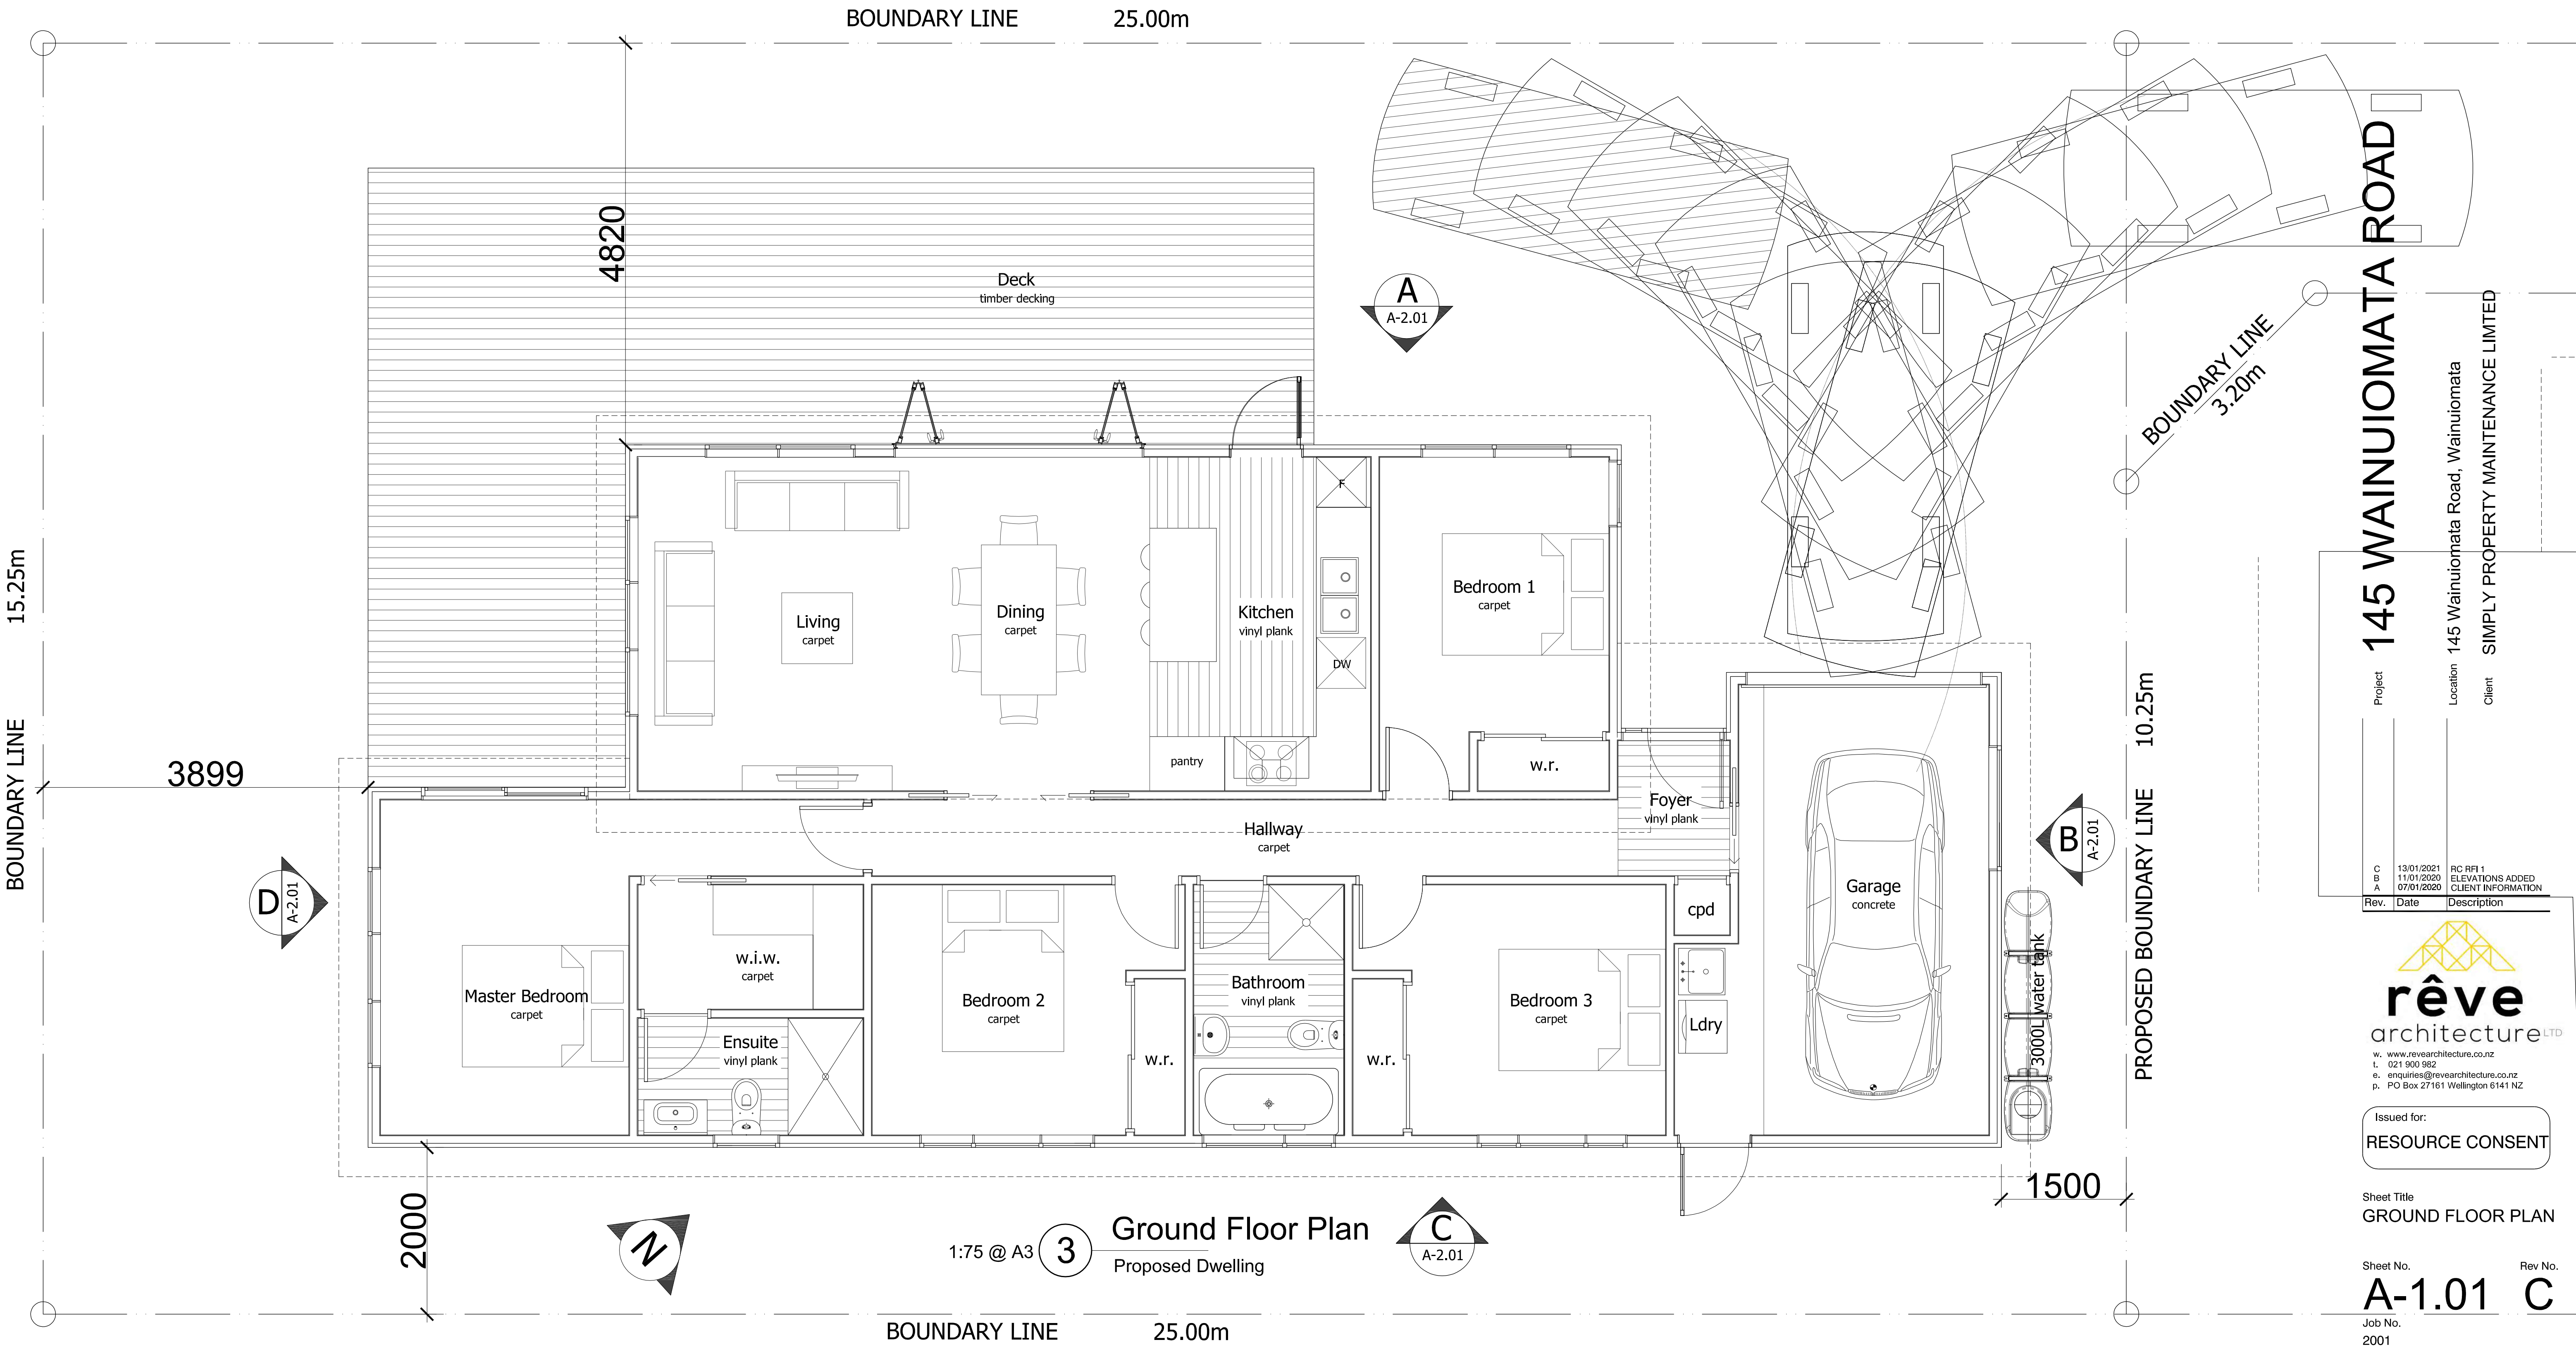 BOUNDARY LINE 25.00m
4820
Deck
timber decking
A
A-2.01
BOUNDARY LINE
3.20m
15.25m
BOUNDARY LINE
3899
Living
carpet
Dining
carpet
Kitchen
vinyl plank
F
DW
pantry
Bedroom 1
carpet
w.r.
Foyer
vinyl plank
Hallway
carpet
10.25m
PROPOSED BOUNDARY LINE
B
A-2.01
D
A-2.01
Garage
concrete
cpd
Ldry
3000L water tank
Master Bedroom
carpet
w.i.w.
carpet
Ensuite
vinyl plank
Bedroom 2
carpet
w.r.
Bathroom
vinyl plank
w.r.
Bedroom 3
carpet
2000
1500
N
1:75 @ A3
3
Ground Floor Plan
Proposed Dwelling
C
A-2.01
BOUNDARY LINE 25.00m
Project 145 WAINUIOMATA ROAD
Location 145 Wainuiomata Road, Wainuiomata
Client SIMPLY PROPERTY MAINTENANCE LIMTED
C 13/01/2021 RC RFI 1
B 11/01/2020 ELEVATIONS ADDED
A 07/01/2020 CLIENT INFORMATION
Rev. Date Description
rêve
architecture LTD
w. www.revearchitecture.co.nz
t. 021 900 982
e. enquiries@revearchitecture.co.nz
p. PO Box 27161 Wellington 6141 NZ
Issued for:
RESOURCE CONSENT
Sheet Title
GROUND FLOOR PLAN
Sheet No. Rev No.
A-1.01 C
Job No.
2001